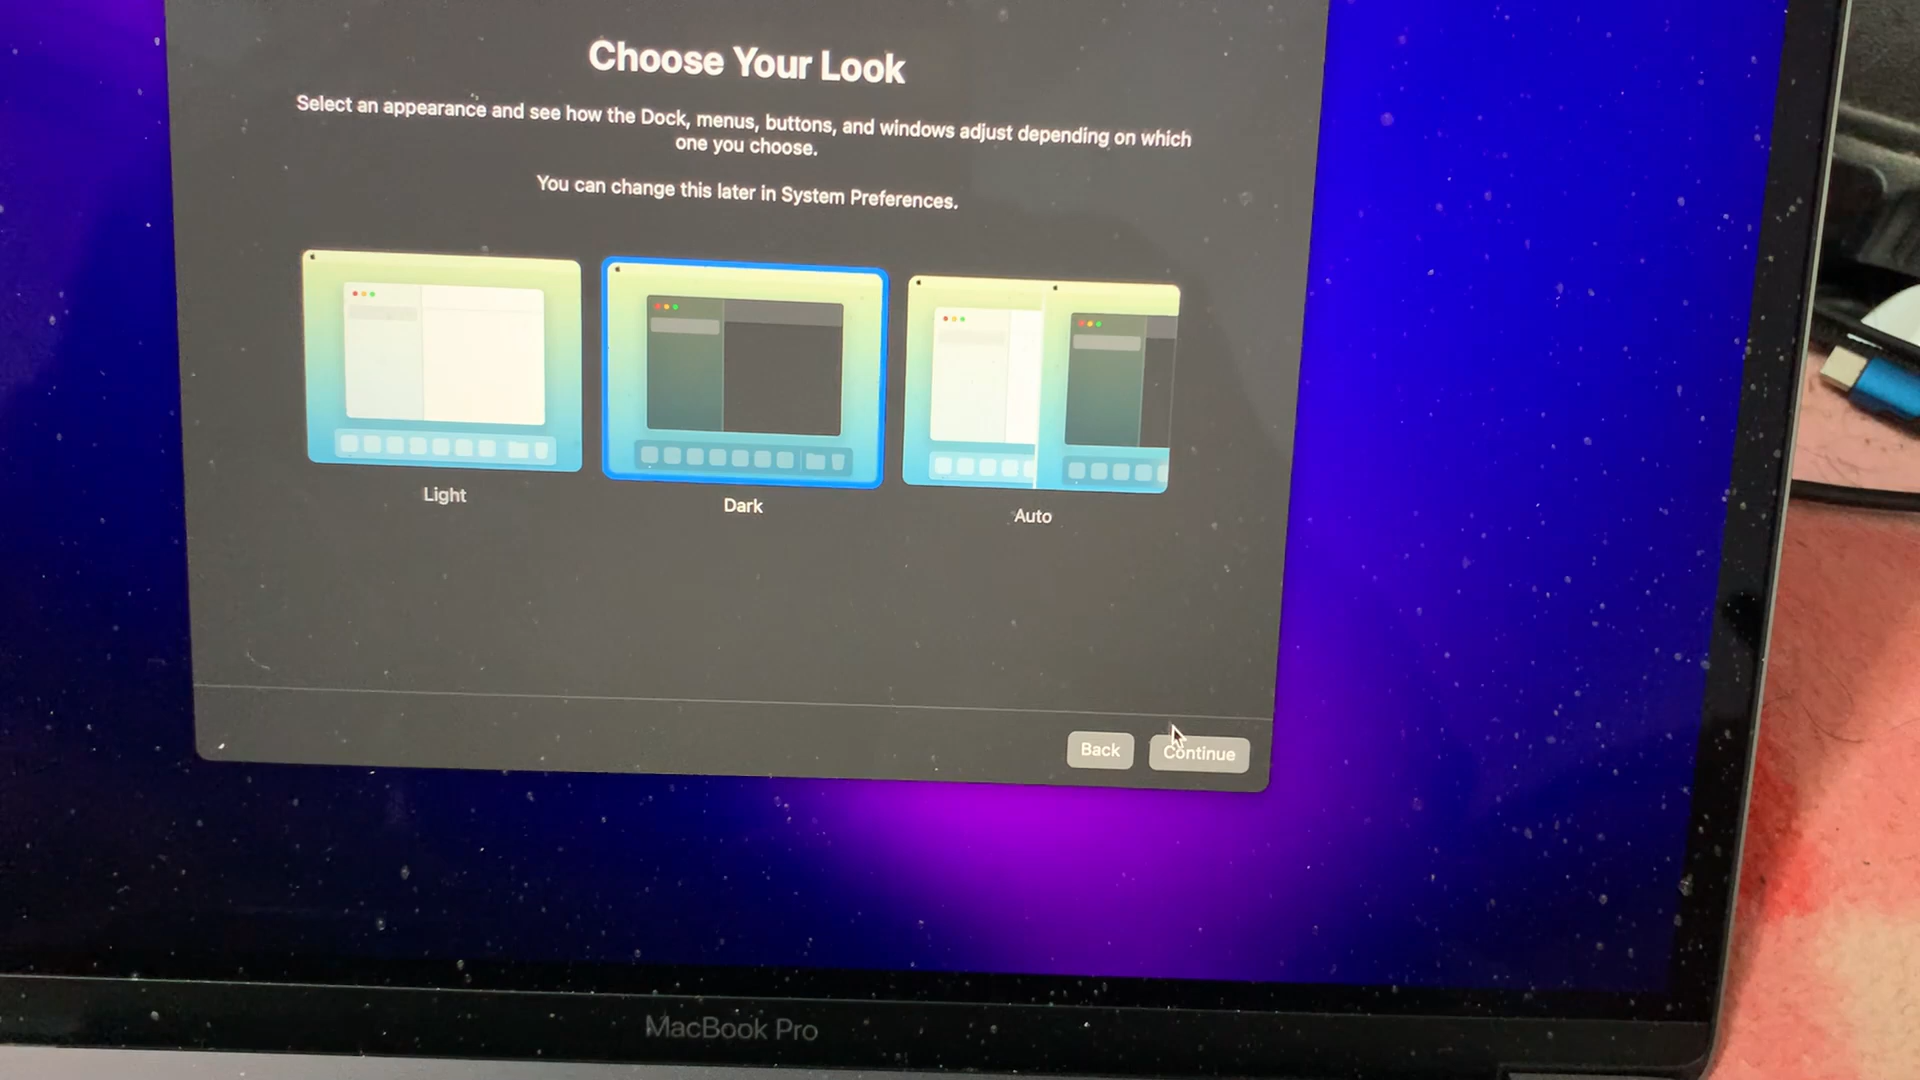 Choose Your Look
Select an appearance and see how the Dock, menus, buttons, and windows adjust depending on which
one you choose.
You can change this later in System Preferences.
Light
Dark
Auto
Back
Continue
MacBook Pro